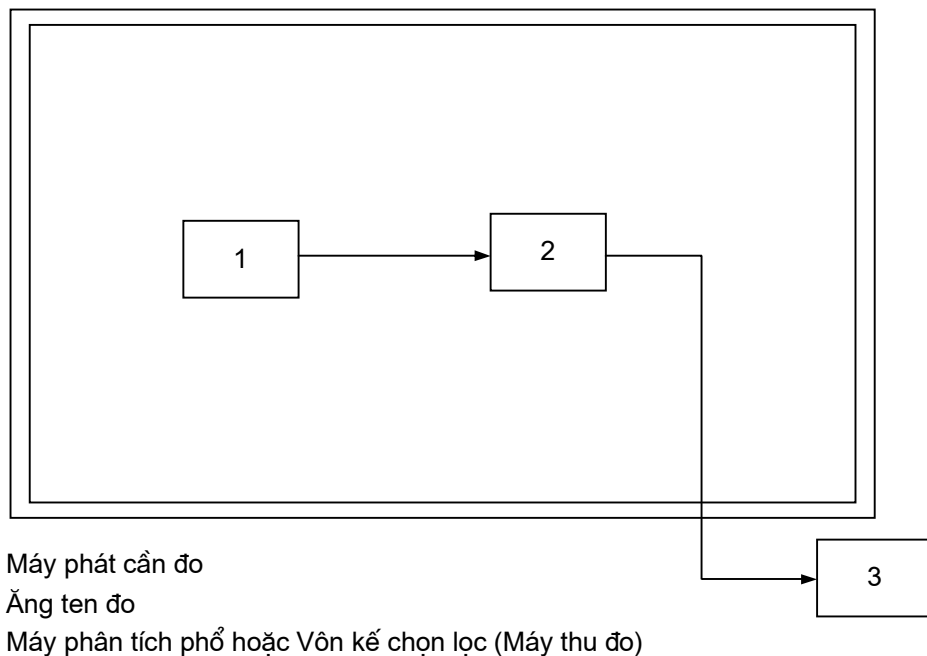 1
2
3
Máy phát cần đo
Ăng ten đo
Máy phân tích phổ hoặc Vôn kế chọn lọc (Máy thu đo)